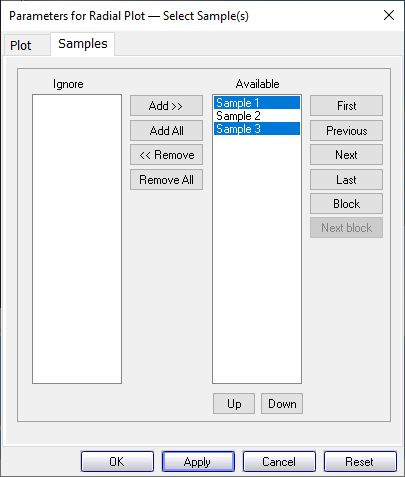 Parameters for Radial Plot — Select Sample(s)
Plot Samples
Ignore Available
Add >> Sample 1 First
Add All Sample 2 Previous
<< Remove Sample 3 Next
Remove All Last
Block
Next block
Up Down
OK Apply Cancel Reset